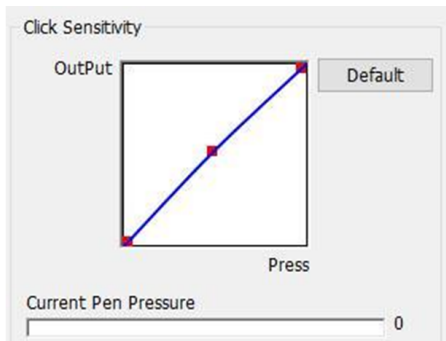 Click Sensitivity
OutPut
Default
Press
Current Pen Pressure
0